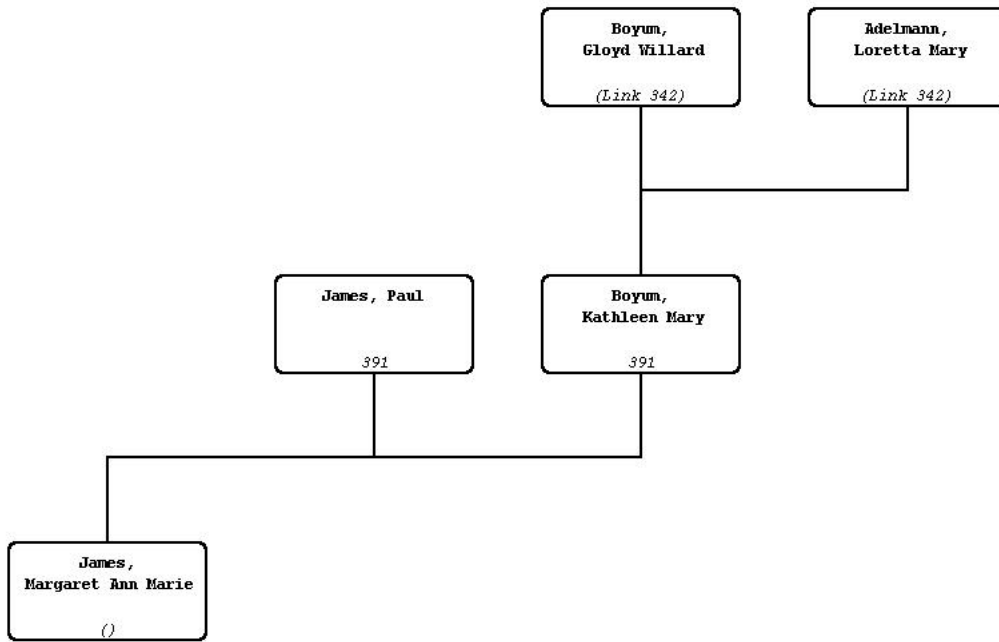 Boyum,
Gloyd Willard
(Link 342)
Adelmann,
Loretta Mary
(Link 342)
James, Paul
391
Boyum,
Kathleen Mary
391
James,
Margaret Ann Marie
()